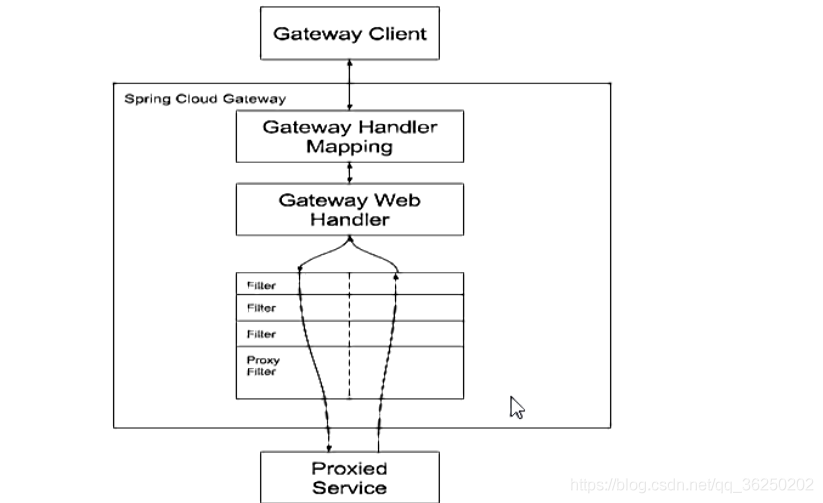 Gateway Client
Spring Cloud Gateway
Gateway Handler
Mapping
Gateway Web
Handler
Filter
Filter
Filter
Proxy
Filter
Proxied
Service
https://blog.csdn.net/qq_36250202